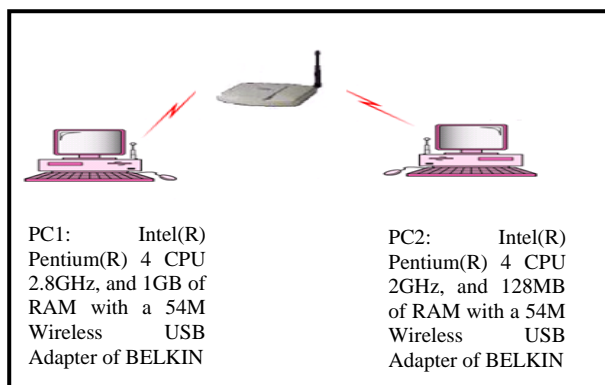 PC1: Intel(R)
Pentium(R) 4 CPU
2.8GHz, and 1GB of
RAM with a 54M
Wireless USB
Adapter of BELKIN
PC2: Intel(R)
Pentium(R) 4 CPU
2GHz, and 128MB
of RAM with a 54M
Wireless USB
Adapter of BELKIN